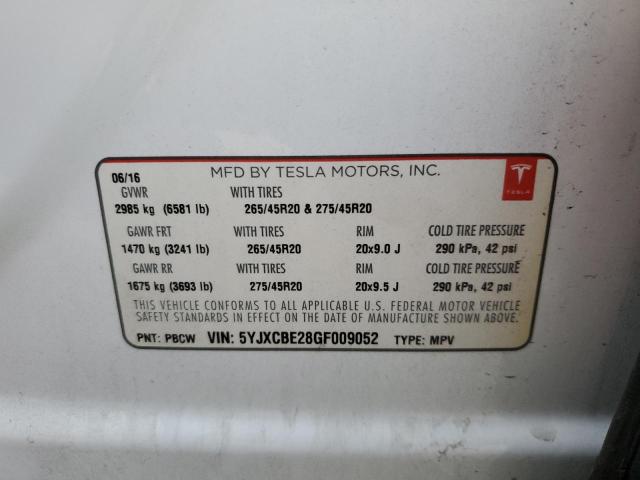 06/16 MFD BY TESLA MOTORS, INC.
TESLA
GVWR WITH TIRES
2985 kg (6581 lb) 265/45R20 & 275/45R20
GAWR FRT WITH TIRES RIM COLD TIRE PRESSURE
1470 kg (3241 lb) 265/45R20 20x9.0 J 290 kPa, 42 psi
GAWR RR WITH TIRES RIM COLD TIRE PRESSURE
1675 kg (3693 lb) 275/45R20 20x9.5 J 290 kPa, 42 psi
THIS VEHICLE CONFORMS TO ALL APPLICABLE U.S. FEDERAL MOTOR VEHICLE
SAFETY STANDARDS IN EFFECT ON THE DATE OF MANUFACTURE SHOWN ABOVE.
PNT: PBCW VIN: 5YJXCBE28GF009052 TYPE: MPV